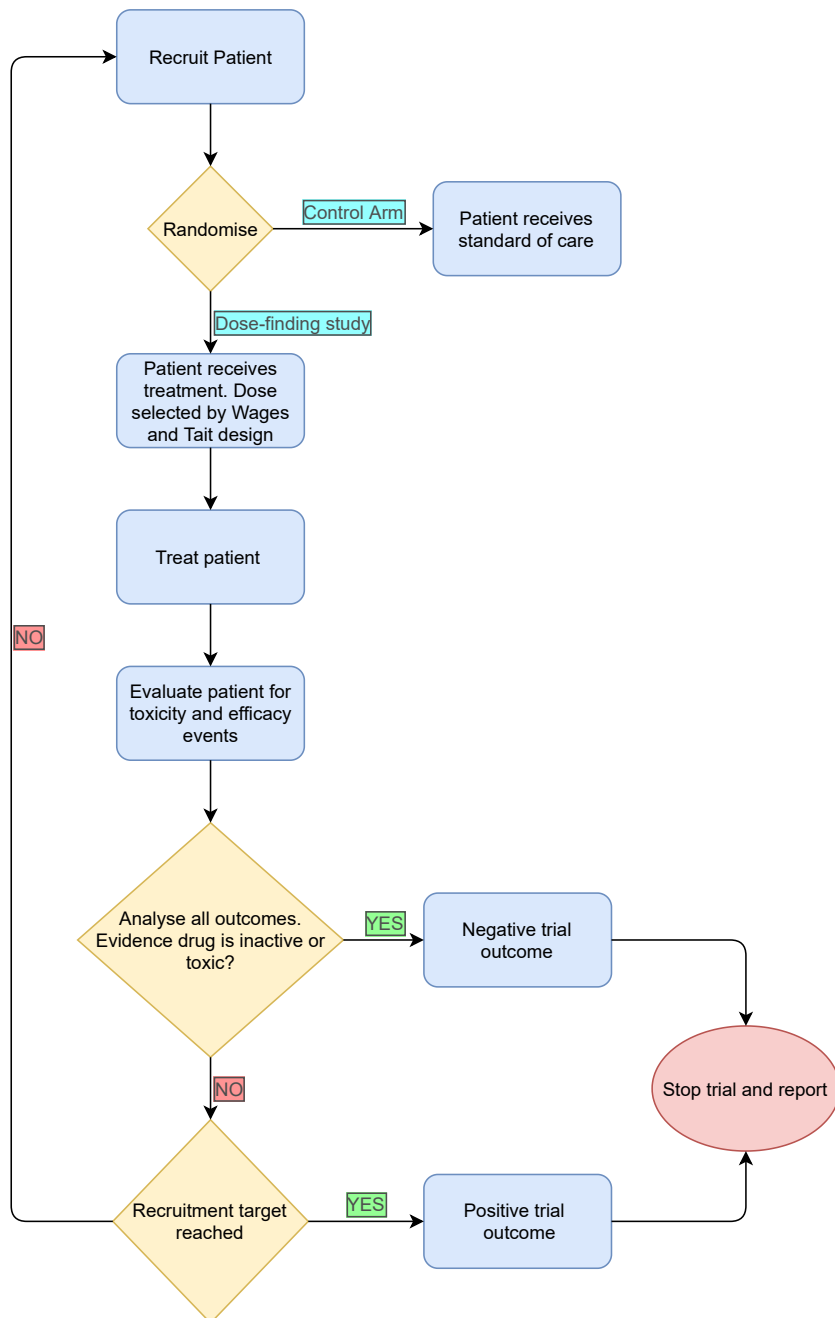 Recruit Patient
Randomise
Control Arm
Patient receives
standard of care
Dose-finding study
Patient receives
treatment. Dose
selected by Wages
and Tait design
Treat patient
NO
Evaluate patient for
toxicity and efficacy
events
Analyse all outcomes.
Evidence drug is inactive or
toxic?
YES
Negative trial
outcome
NO
Stop trial and report
Recruitment target
reached
YES
Positive trial
outcome